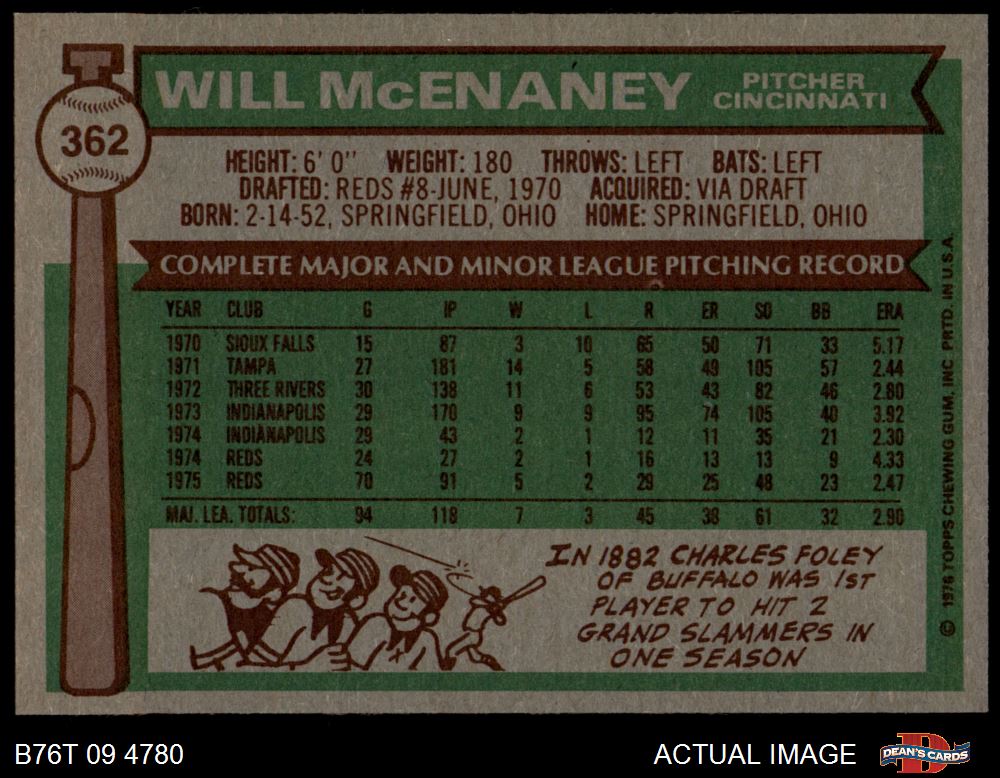 362
WILL McENANEY
PITCHER
CINCINNATI
HEIGHT: 6' 0" WEIGHT: 180 THROWS: LEFT BATS: LEFT
DRAFTED: REDS #8-JUNE, 1970 ACQUIRED: VIA DRAFT
BORN: 2-14-52, SPRINGFIELD, OHIO HOME: SPRINGFIELD, OHIO
COMPLETE MAJOR AND MINOR LEAGUE PITCHING RECORD
YEAR CLUB G IP W L R ER SO BB ERA
1970 SIOUX FALLS 15 87 3 10 65 50 71 33 5.17
1971 TAMPA 27 181 14 5 58 49 105 57 2.44
1972 THREE RIVERS 30 138 11 6 53 43 82 46 2.80
1973 INDIANAPOLIS 29 170 9 9 95 74 105 40 3.92
1974 INDIANAPOLIS 29 43 2 1 12 11 35 21 2.30
1974 REDS 24 27 2 1 16 13 13 9 4.33
1975 REDS 70 91 5 2 29 25 48 23 2.47
MAJ. LEA. TOTALS: 94 118 7 3 45 38 61 32 2.90
IN 1882 CHARLES FOLEY
OF BUFFALO WAS 1ST
PLAYER TO HIT 2
GRAND SLAMMERS IN
ONE SEASON
© 1976 TOPPS CHEWING GUM, INC. PRTD. IN U.S.A.
B76T 09 4780
ACTUAL IMAGE
D
DEAN'S CARDS